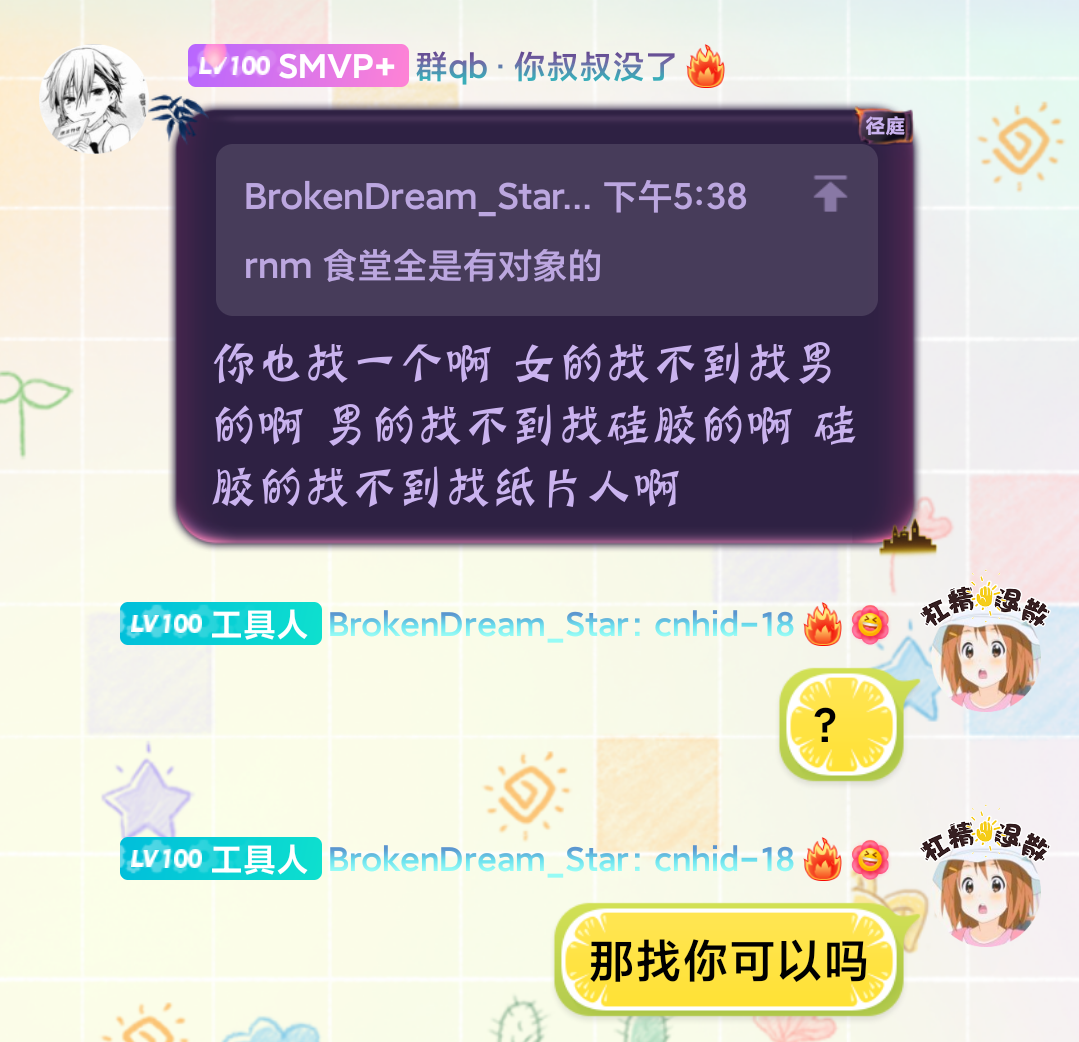 LV100 SMVP+ 群qb · 你叔叔没了
径庭
BrokenDream_Star... 下午5:38
rnm 食堂全是有对象的
你也找一个啊 女的找不到找男
的啊 男的找不到找硅胶的啊 硅
胶的找不到找纸片人啊
LV100 工具人 BrokenDream_Star: cnhid-18
杠精退散
?
LV100 工具人 BrokenDream_Star: cnhid-18
杠精退散
那找你可以吗